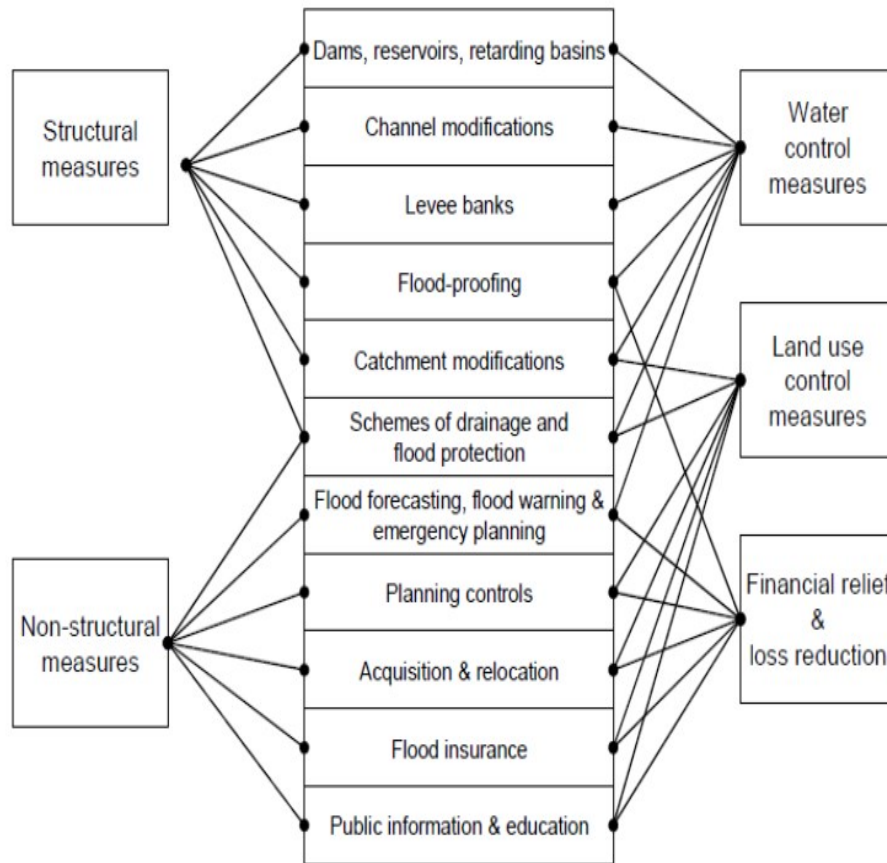 Structural
measures
Non-structural
measures
Dams, reservoirs, retarding basins
Channel modifications
Levee banks
Flood-proofing
Catchment modifications
Schemes of drainage and
flood protection
Flood forecasting, flood warning &
emergency planning
Planning controls
Acquisition & relocation
Flood insurance
Public information & education
Water
control
measures
Land use
control
measures
Financial relief
&
loss reduction